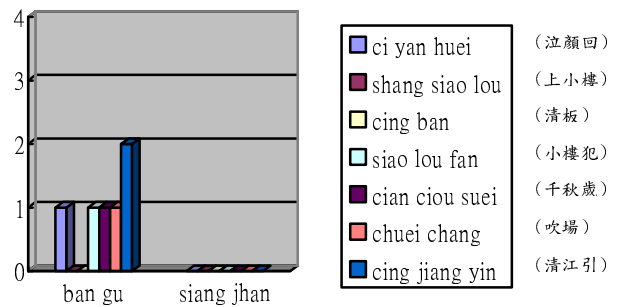 4
3
2
1
0
ban gu siang jhan
ci yan huei (泣顏回)
shang siao lou (上小樓)
cing ban (清板)
siao lou fan (小樓犯)
cian ciou suei (千秋歲)
chuei chang (吹場)
cing jiang yin (清江引)